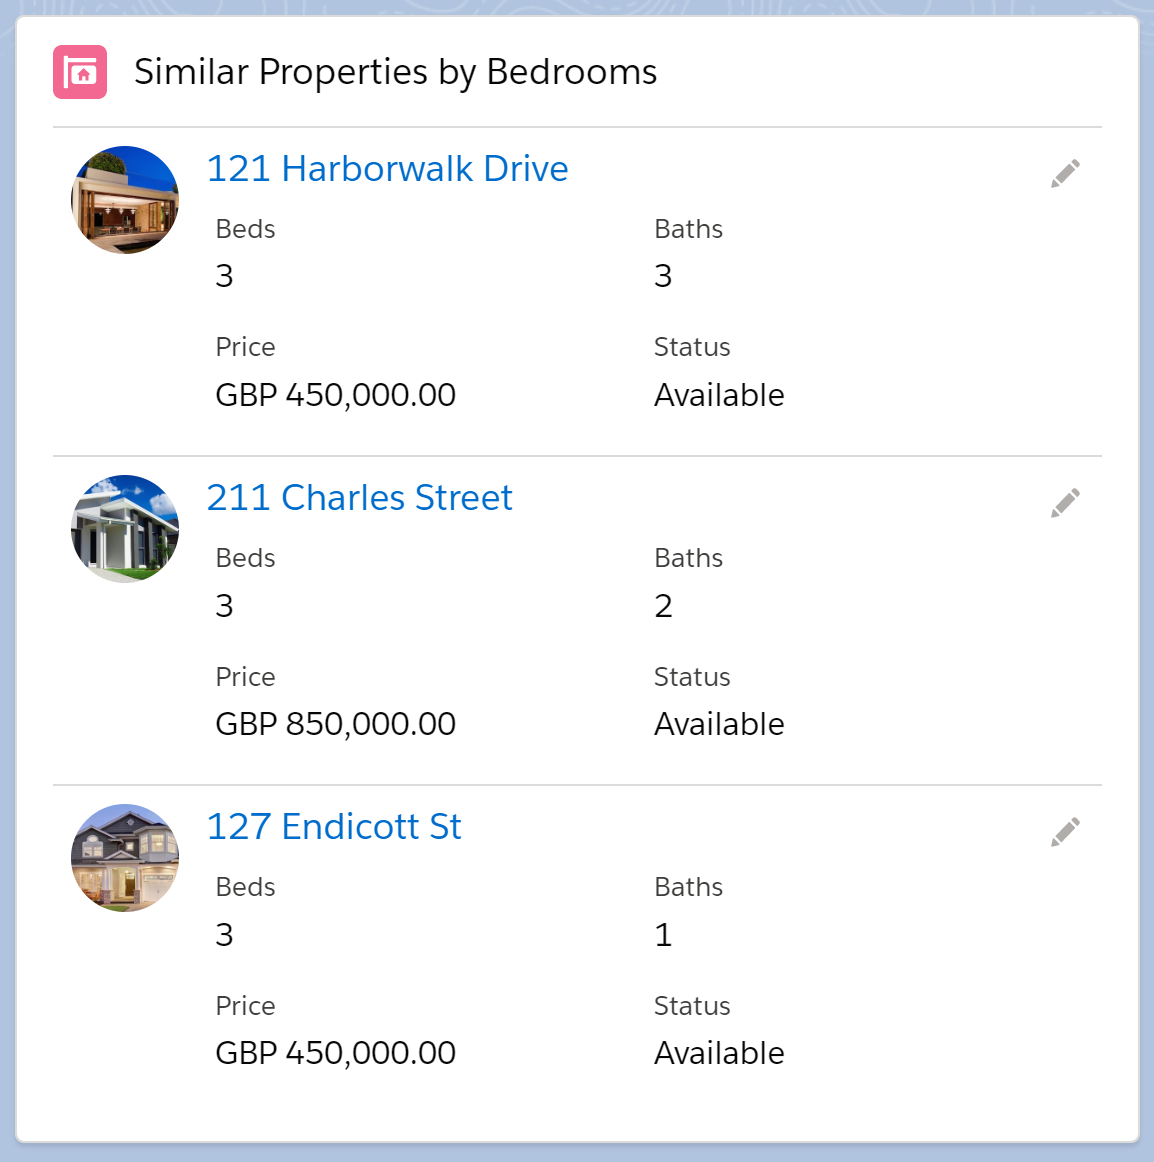 Similar Properties by Bedrooms
121 Harborwalk Drive
Beds Baths
3 3
Price Status
GBP 450,000.00 Available
211 Charles Street
Beds Baths
3 2
Price Status
GBP 850,000.00 Available
127 Endicott St
Beds Baths
3 1
Price Status
GBP 450,000.00 Available